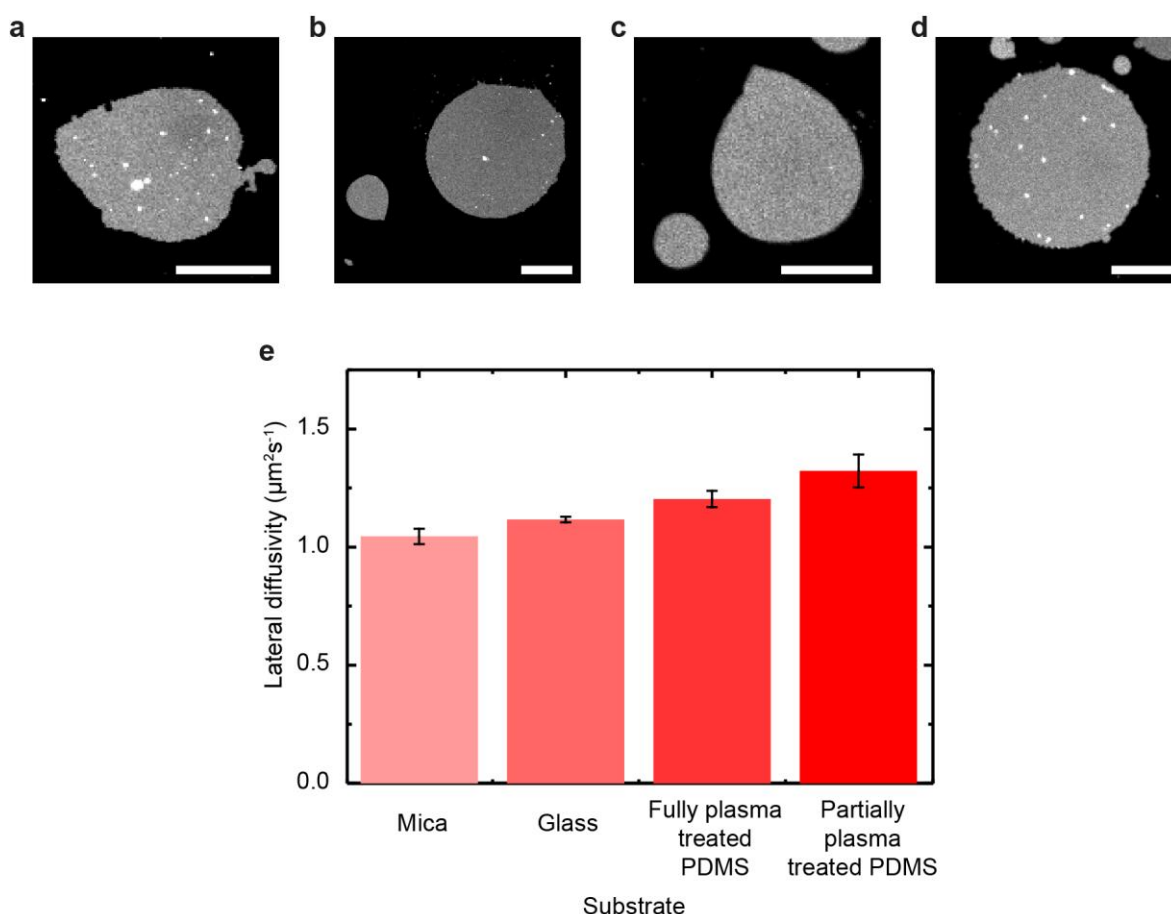 a
b
c
d
e
Lateral diffusivity (µm²s⁻¹)
1.5
1.0
0.5
0.0
Mica
Glass
Fully plasma
treated
PDMS
Partially
plasma
treated PDMS
Substrate